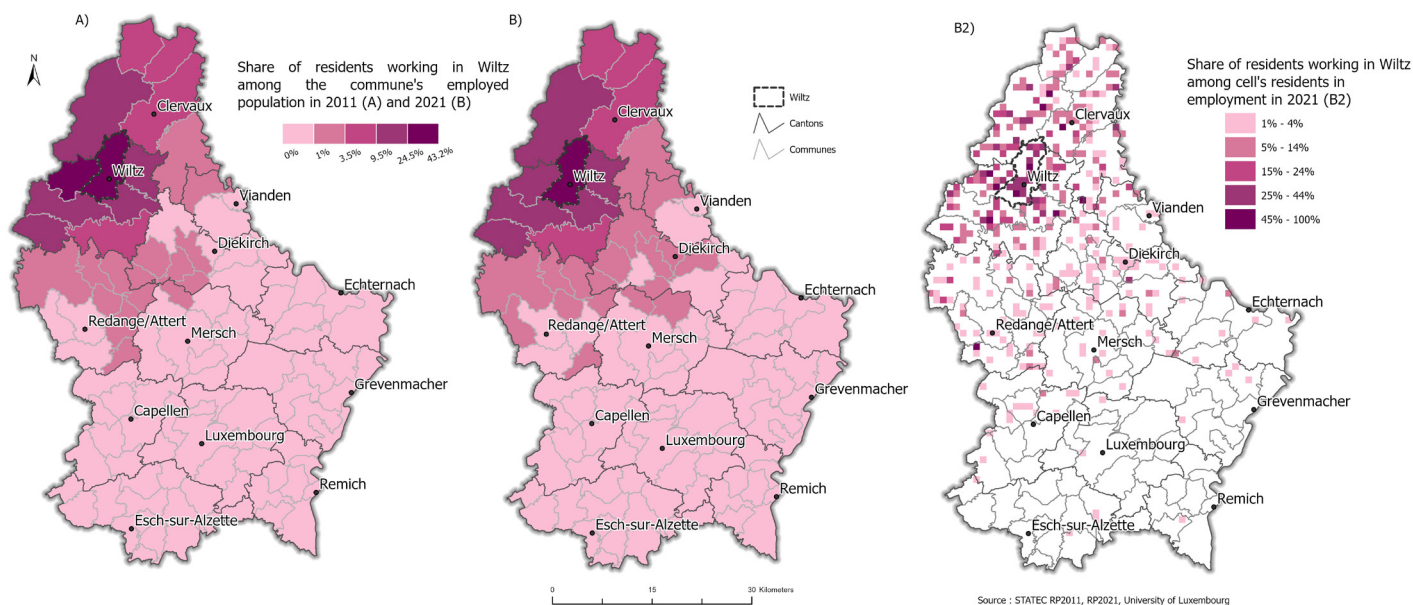 A)
N
Share of residents working in Wiltz
among the commune's employed
population in 2011 (A) and 2021 (B)
0% 1% 3.5% 9.5% 24.5% 43.2%
Clervaux
Wiltz
Vianden
Diekirch
Echternach
Redange/Attert
Mersch
Grevenmacher
Capellen
Luxembourg
Remich
Esch-sur-Alzette
B)
Wiltz
Cantons
Communes
Clervaux
Wiltz
Vianden
Diekirch
Echternach
Redange/Attert
Mersch
Grevenmacher
Capellen
Luxembourg
Remich
Esch-sur-Alzette
0 15 30 Kilometers
B2)
Share of residents working in Wiltz
among cell's residents in
employment in 2021 (B2)
1% - 4%
5% - 14%
15% - 24%
25% - 44%
45% - 100%
Clervaux
Wiltz
Vianden
Diekirch
Echternach
Redange/Attert
Mersch
Grevenmacher
Capellen
Luxembourg
Remich
Esch-sur-Alzette
Source : STATEC RP2011, RP2021, University of Luxembourg